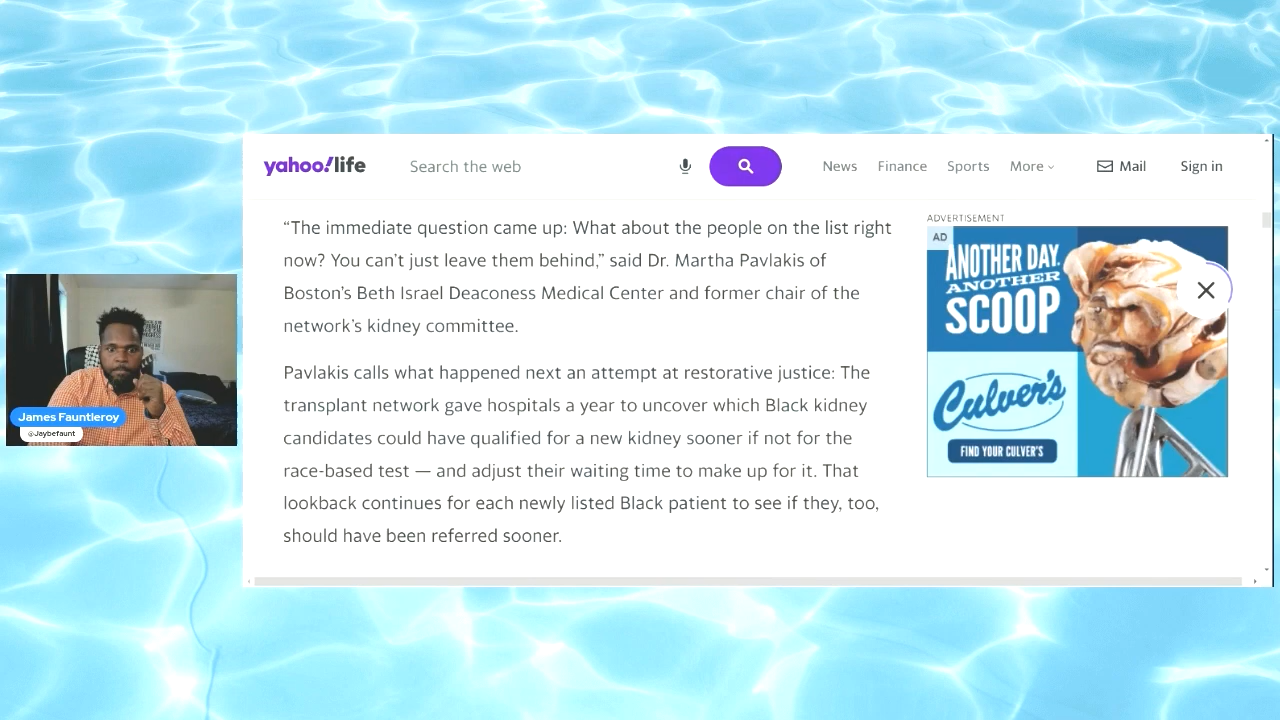 yahoo!life
Search the web
News
Finance
Sports
More
Mail
Sign in
“The immediate question came up: What about the people on the list right
now? You can’t just leave them behind,” said Dr. Martha Pavlakis of
Boston’s Beth Israel Deaconess Medical Center and former chair of the
network’s kidney committee.
Pavlakis calls what happened next an attempt at restorative justice: The
transplant network gave hospitals a year to uncover which Black kidney
candidates could have qualified for a new kidney sooner if not for the
race-based test — and adjust their waiting time to make up for it. That
lookback continues for each newly listed Black patient to see if they, too,
should have been referred sooner.
ADVERTISEMENT
AD
ANOTHER DAY.
ANOTHER
SCOOP
Culver's
FIND YOUR CULVER'S
James Fauntleroy
@Jaybefaunt